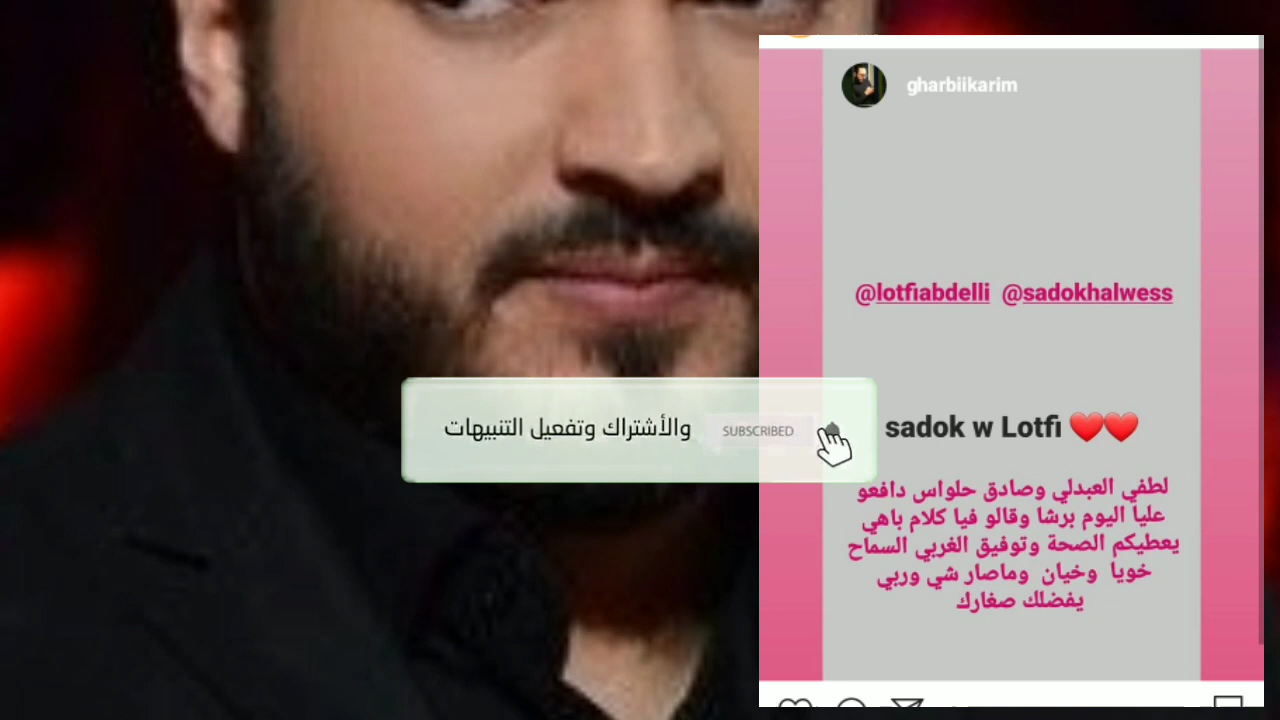 gharbiikarim
@lotfiabdelli @sadokhalwess
sadok w Lotfi ❤️❤️
لطفي العبدلي وصادق حلواس دافعو
عليا اليوم برشا وقالو فيا كلام باهي
يعطيكم الصحة وتوفيق الغربي السماح
خويا وخيان وماصار شي وربي
يفضلك صغارك
والأشتراك وتفعيل التنبيهات
SUBSCRIBED